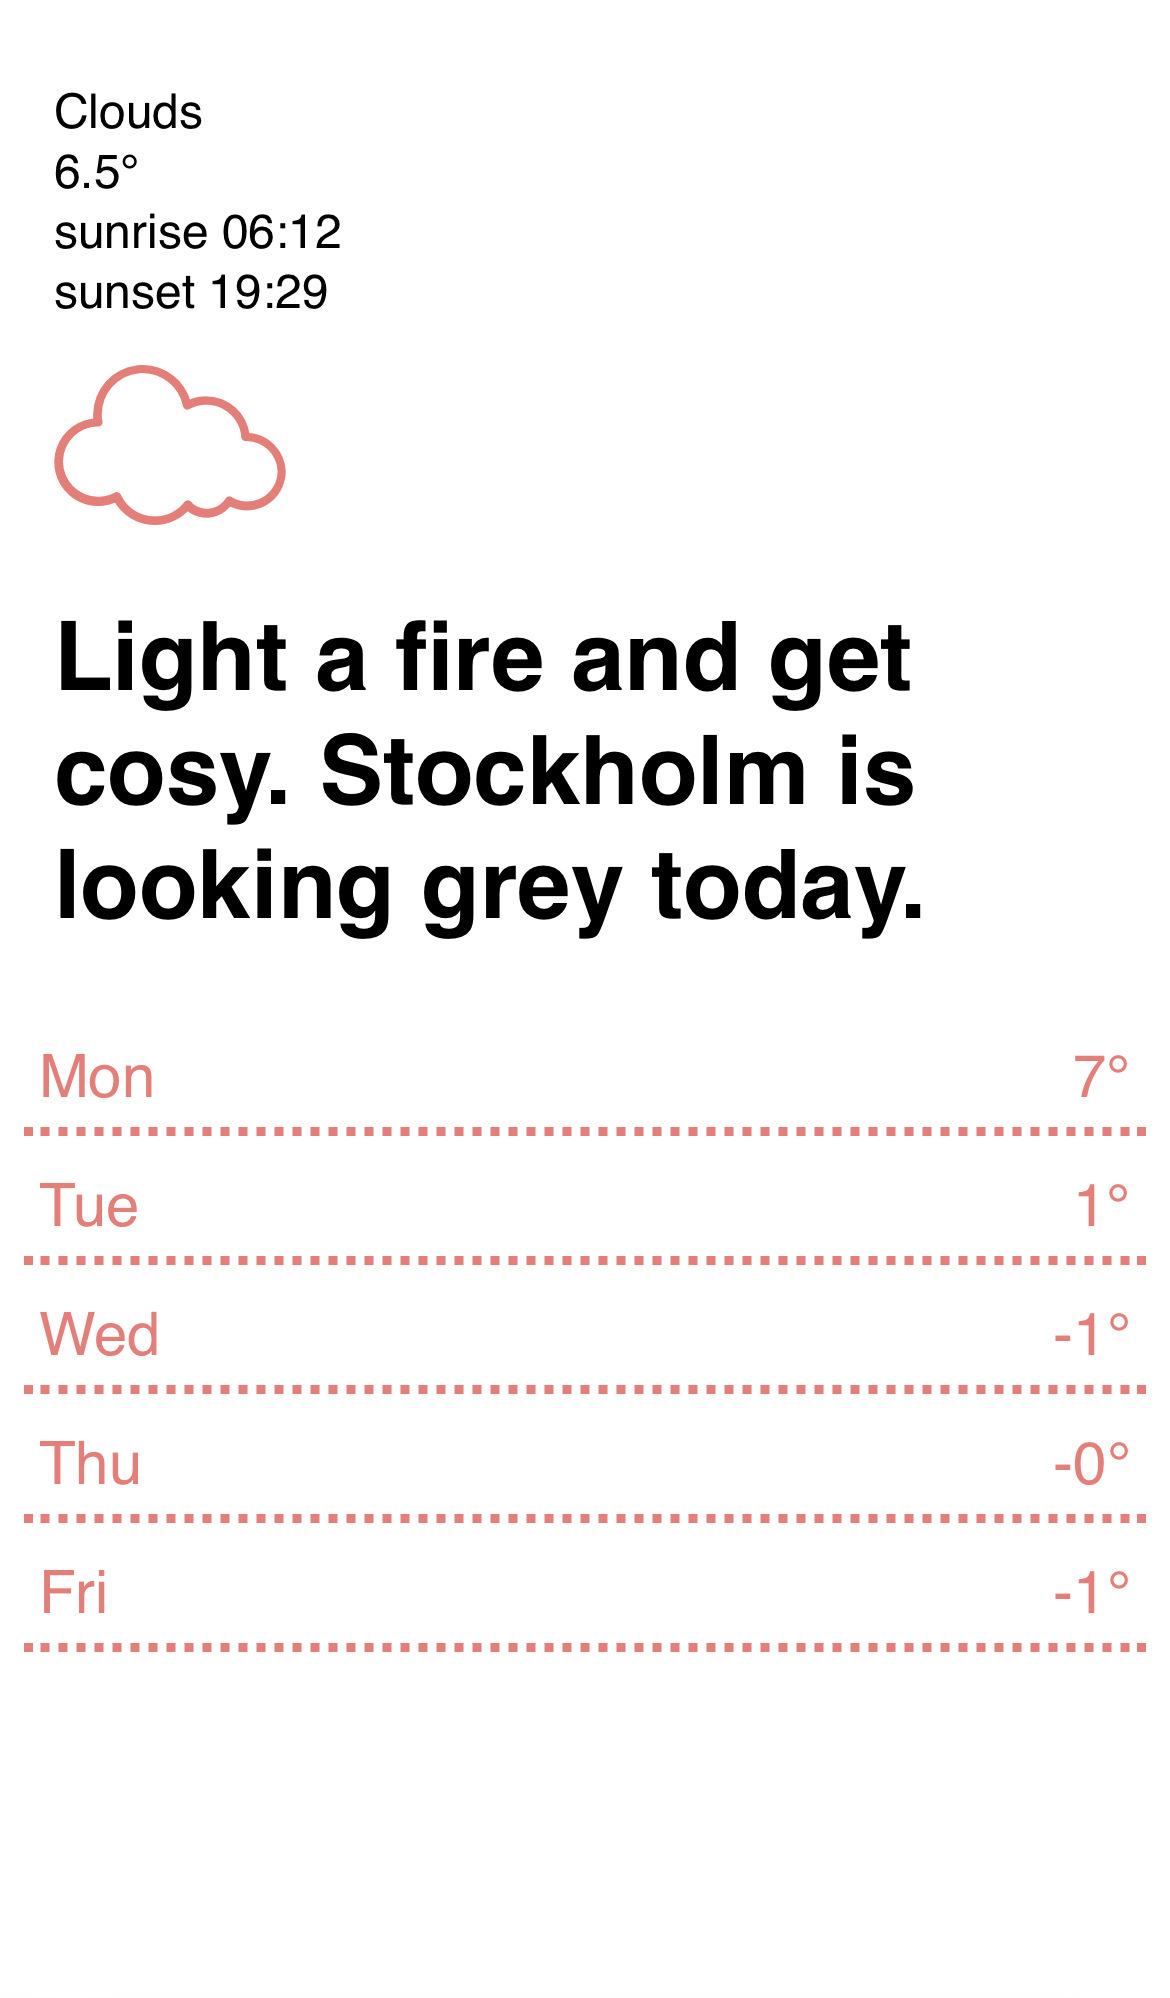 Clouds
6.5°
sunrise 06:12
sunset 19:29
Light a fire and get
cosy. Stockholm is
looking grey today.
Mon 7°
Tue 1°
Wed -1°
Thu -0°
Fri -1°